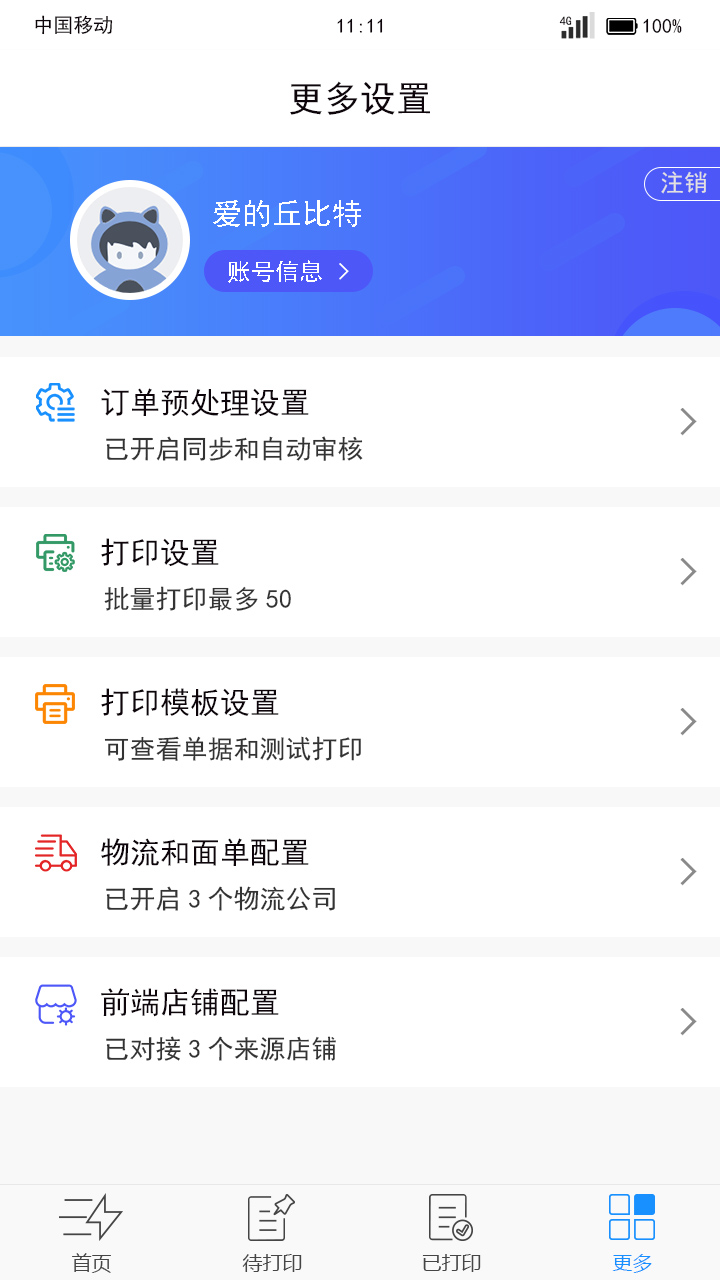 中国移动 11:11 4G 100%
更多设置
注销
爱的丘比特
账号信息
订单预处理设置
已开启同步和自动审核
打印设置
批量打印最多 50
打印模板设置
可查看单据和测试打印
物流和面单配置
已开启 3 个物流公司
前端店铺配置
已对接 3 个来源店铺
首页 待打印 已打印 更多